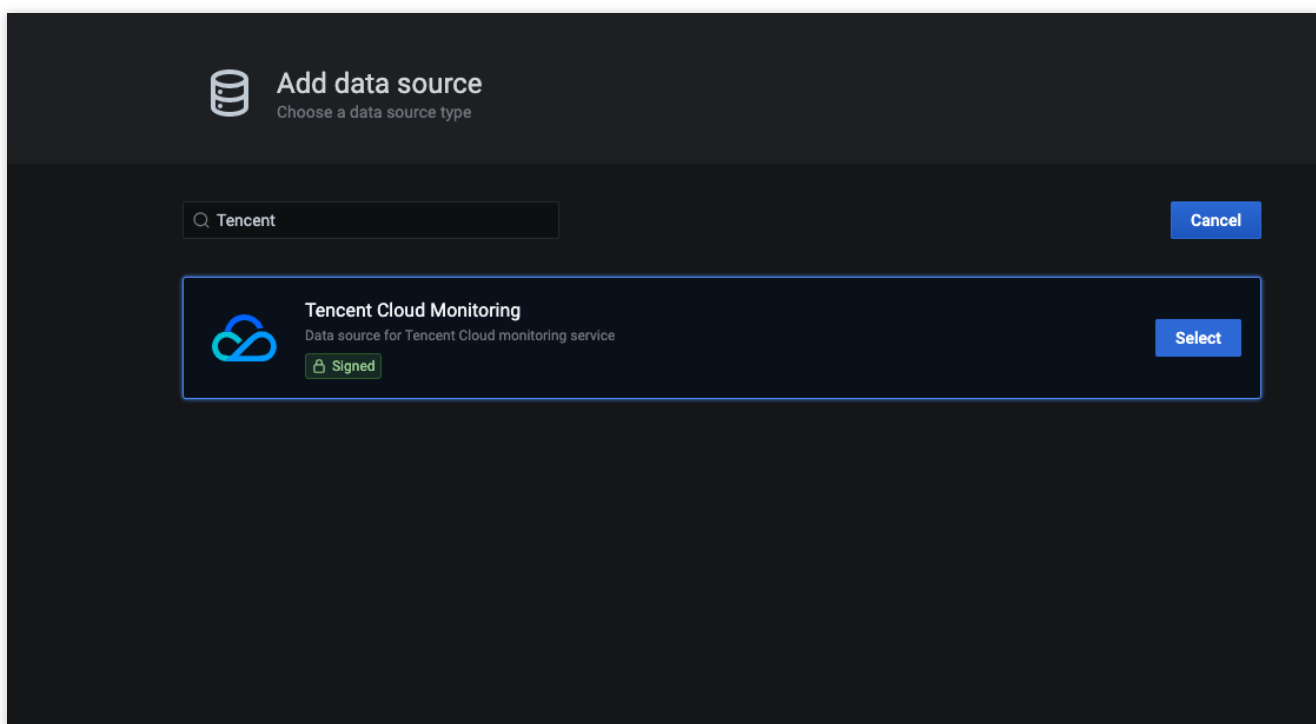 Add data source
Choose a data source type
Tencent
Cancel
Tencent Cloud Monitoring
Data source for Tencent Cloud monitoring service
Signed
Select